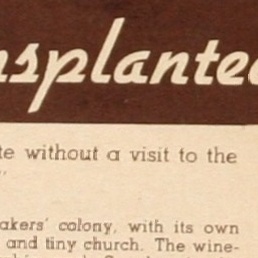 nsplante
te without a visit to the
akers' colony, with its own
and tiny church. The wine-